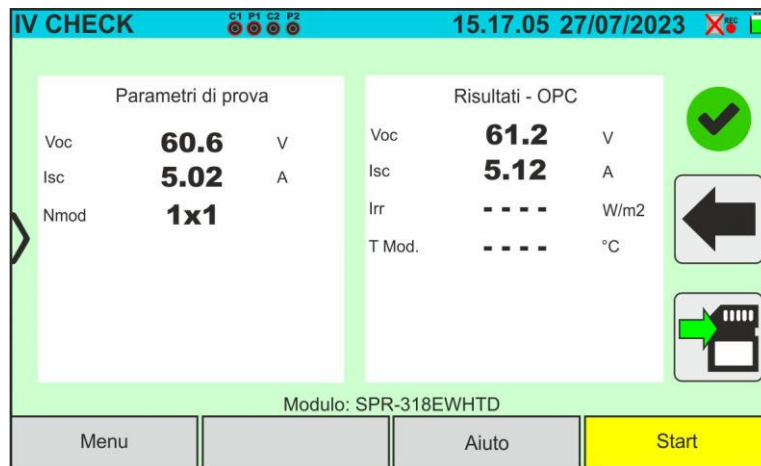 IV CHECK C1 P1 C2 P2 15.17.05 27/07/2023 REC
Parametri di prova
Voc 60.6 V
Isc 5.02 A
Nmod 1x1
Risultati - OPC
Voc 61.2 V
Isc 5.12 A
Irr - - - - W/m2
T Mod. - - - - °C
Modulo: SPR-318EWHTD
Menu Aiuto Start